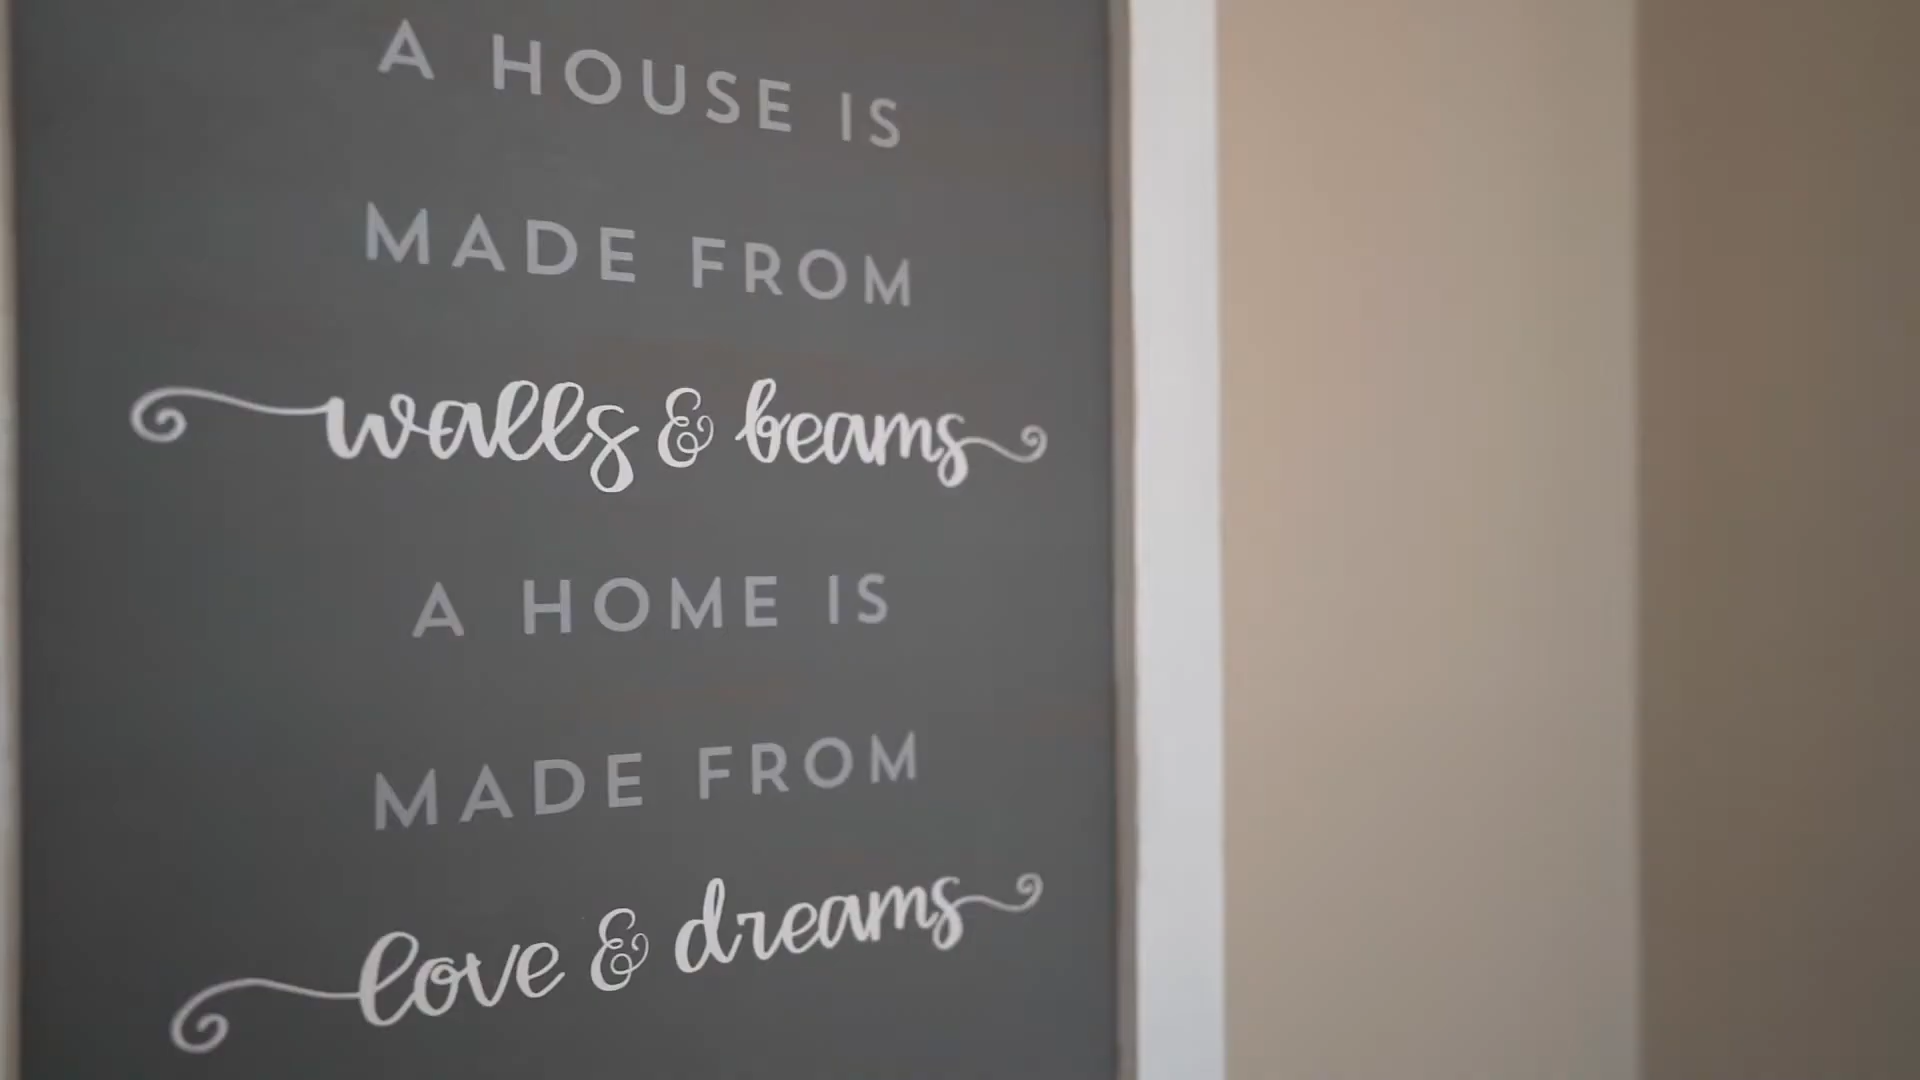 A HOUSE IS
MADE FROM
walls & beams
A HOME IS
MADE FROM
love & dreams